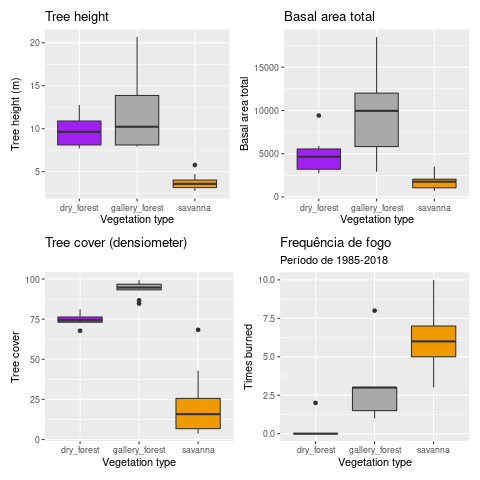 Tree height
Tree height (m)
20
15
10
5
dry_forest gallery_forest savanna
Vegetation type
Basal area total
Basal area total
15000
10000
5000
0
dry_forest gallery_forest savanna
Vegetation type
Tree cover (densiometer)
Tree cover
100
75
50
25
0
dry_forest gallery_forest savanna
Vegetation type
Frequência de fogo
Período de 1985-2018
Times burned
10.0
7.5
5.0
2.5
0.0
dry_forest gallery_forest savanna
Vegetation type